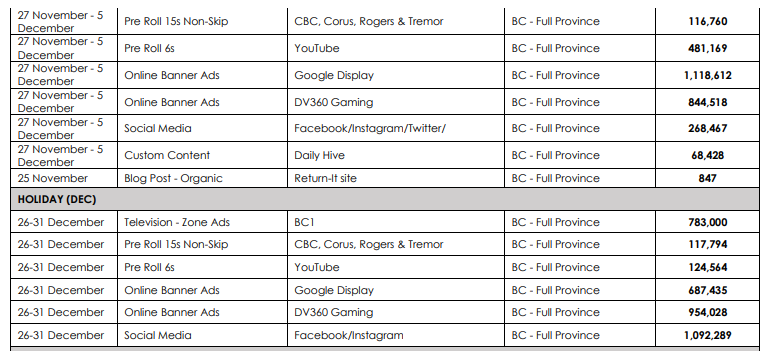 27 November - 5 December Pre Roll 15s Non-Skip CBC, Corus, Rogers & Tremor BC - Full Province 116,760
27 November - 5 December Pre Roll 6s YouTube BC - Full Province 481,169
27 November - 5 December Online Banner Ads Google Display BC - Full Province 1,118,612
27 November - 5 December Online Banner Ads DV360 Gaming BC - Full Province 844,518
27 November - 5 December Social Media Facebook/Instagram/Twitter/ BC - Full Province 268,467
27 November - 5 December Custom Content Daily Hive BC - Full Province 68,428
25 November Blog Post - Organic Return-It site BC - Full Province 847
HOLIDAY (DEC)
26-31 December Television - Zone Ads BC1 BC - Full Province 783,000
26-31 December Pre Roll 15s Non-Skip CBC, Corus, Rogers & Tremor BC - Full Province 117,794
26-31 December Pre Roll 6s YouTube BC - Full Province 124,564
26-31 December Online Banner Ads Google Display BC - Full Province 687,435
26-31 December Online Banner Ads DV360 Gaming BC - Full Province 954,028
26-31 December Social Media Facebook/Instagram BC - Full Province 1,092,289